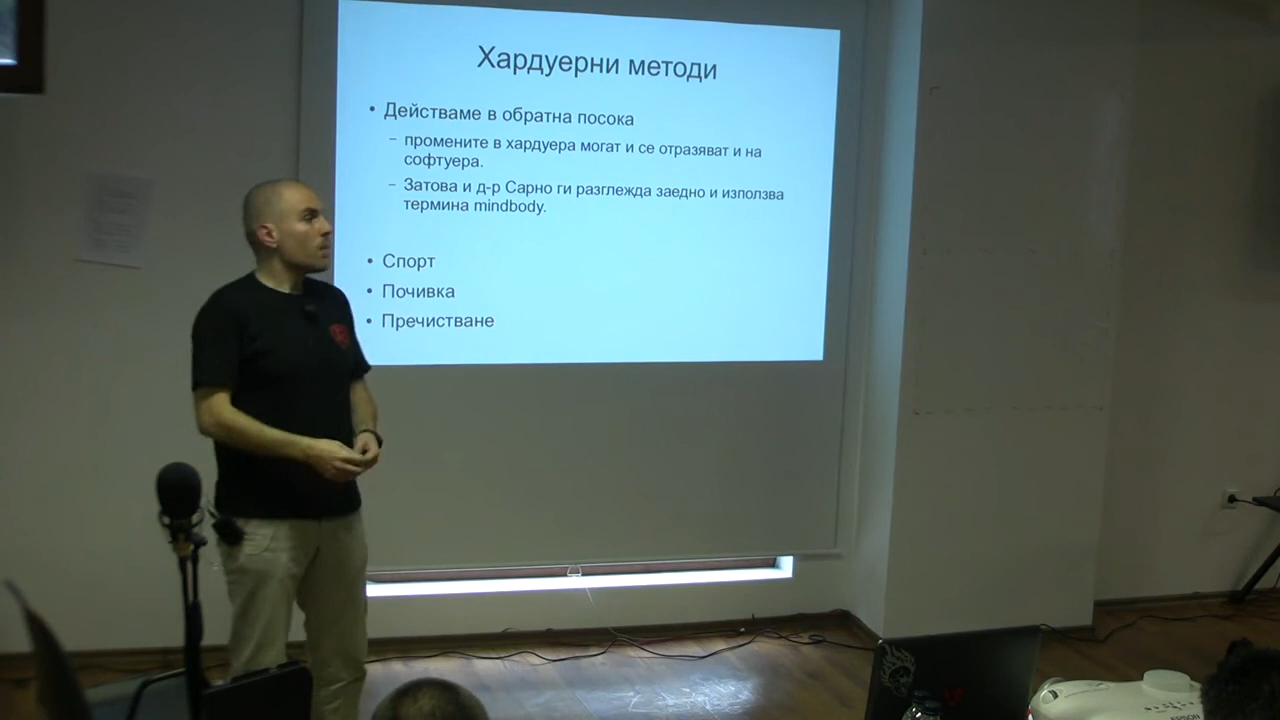 Хардуерни методи
• Действаме в обратна посока
– промените в хардуера могат и се отразяват и на
софтуера.
– Затова и д-р Сарно ги разглежда заедно и използва
термина mindbody.
• Спорт
• Почивка
• Пречистване